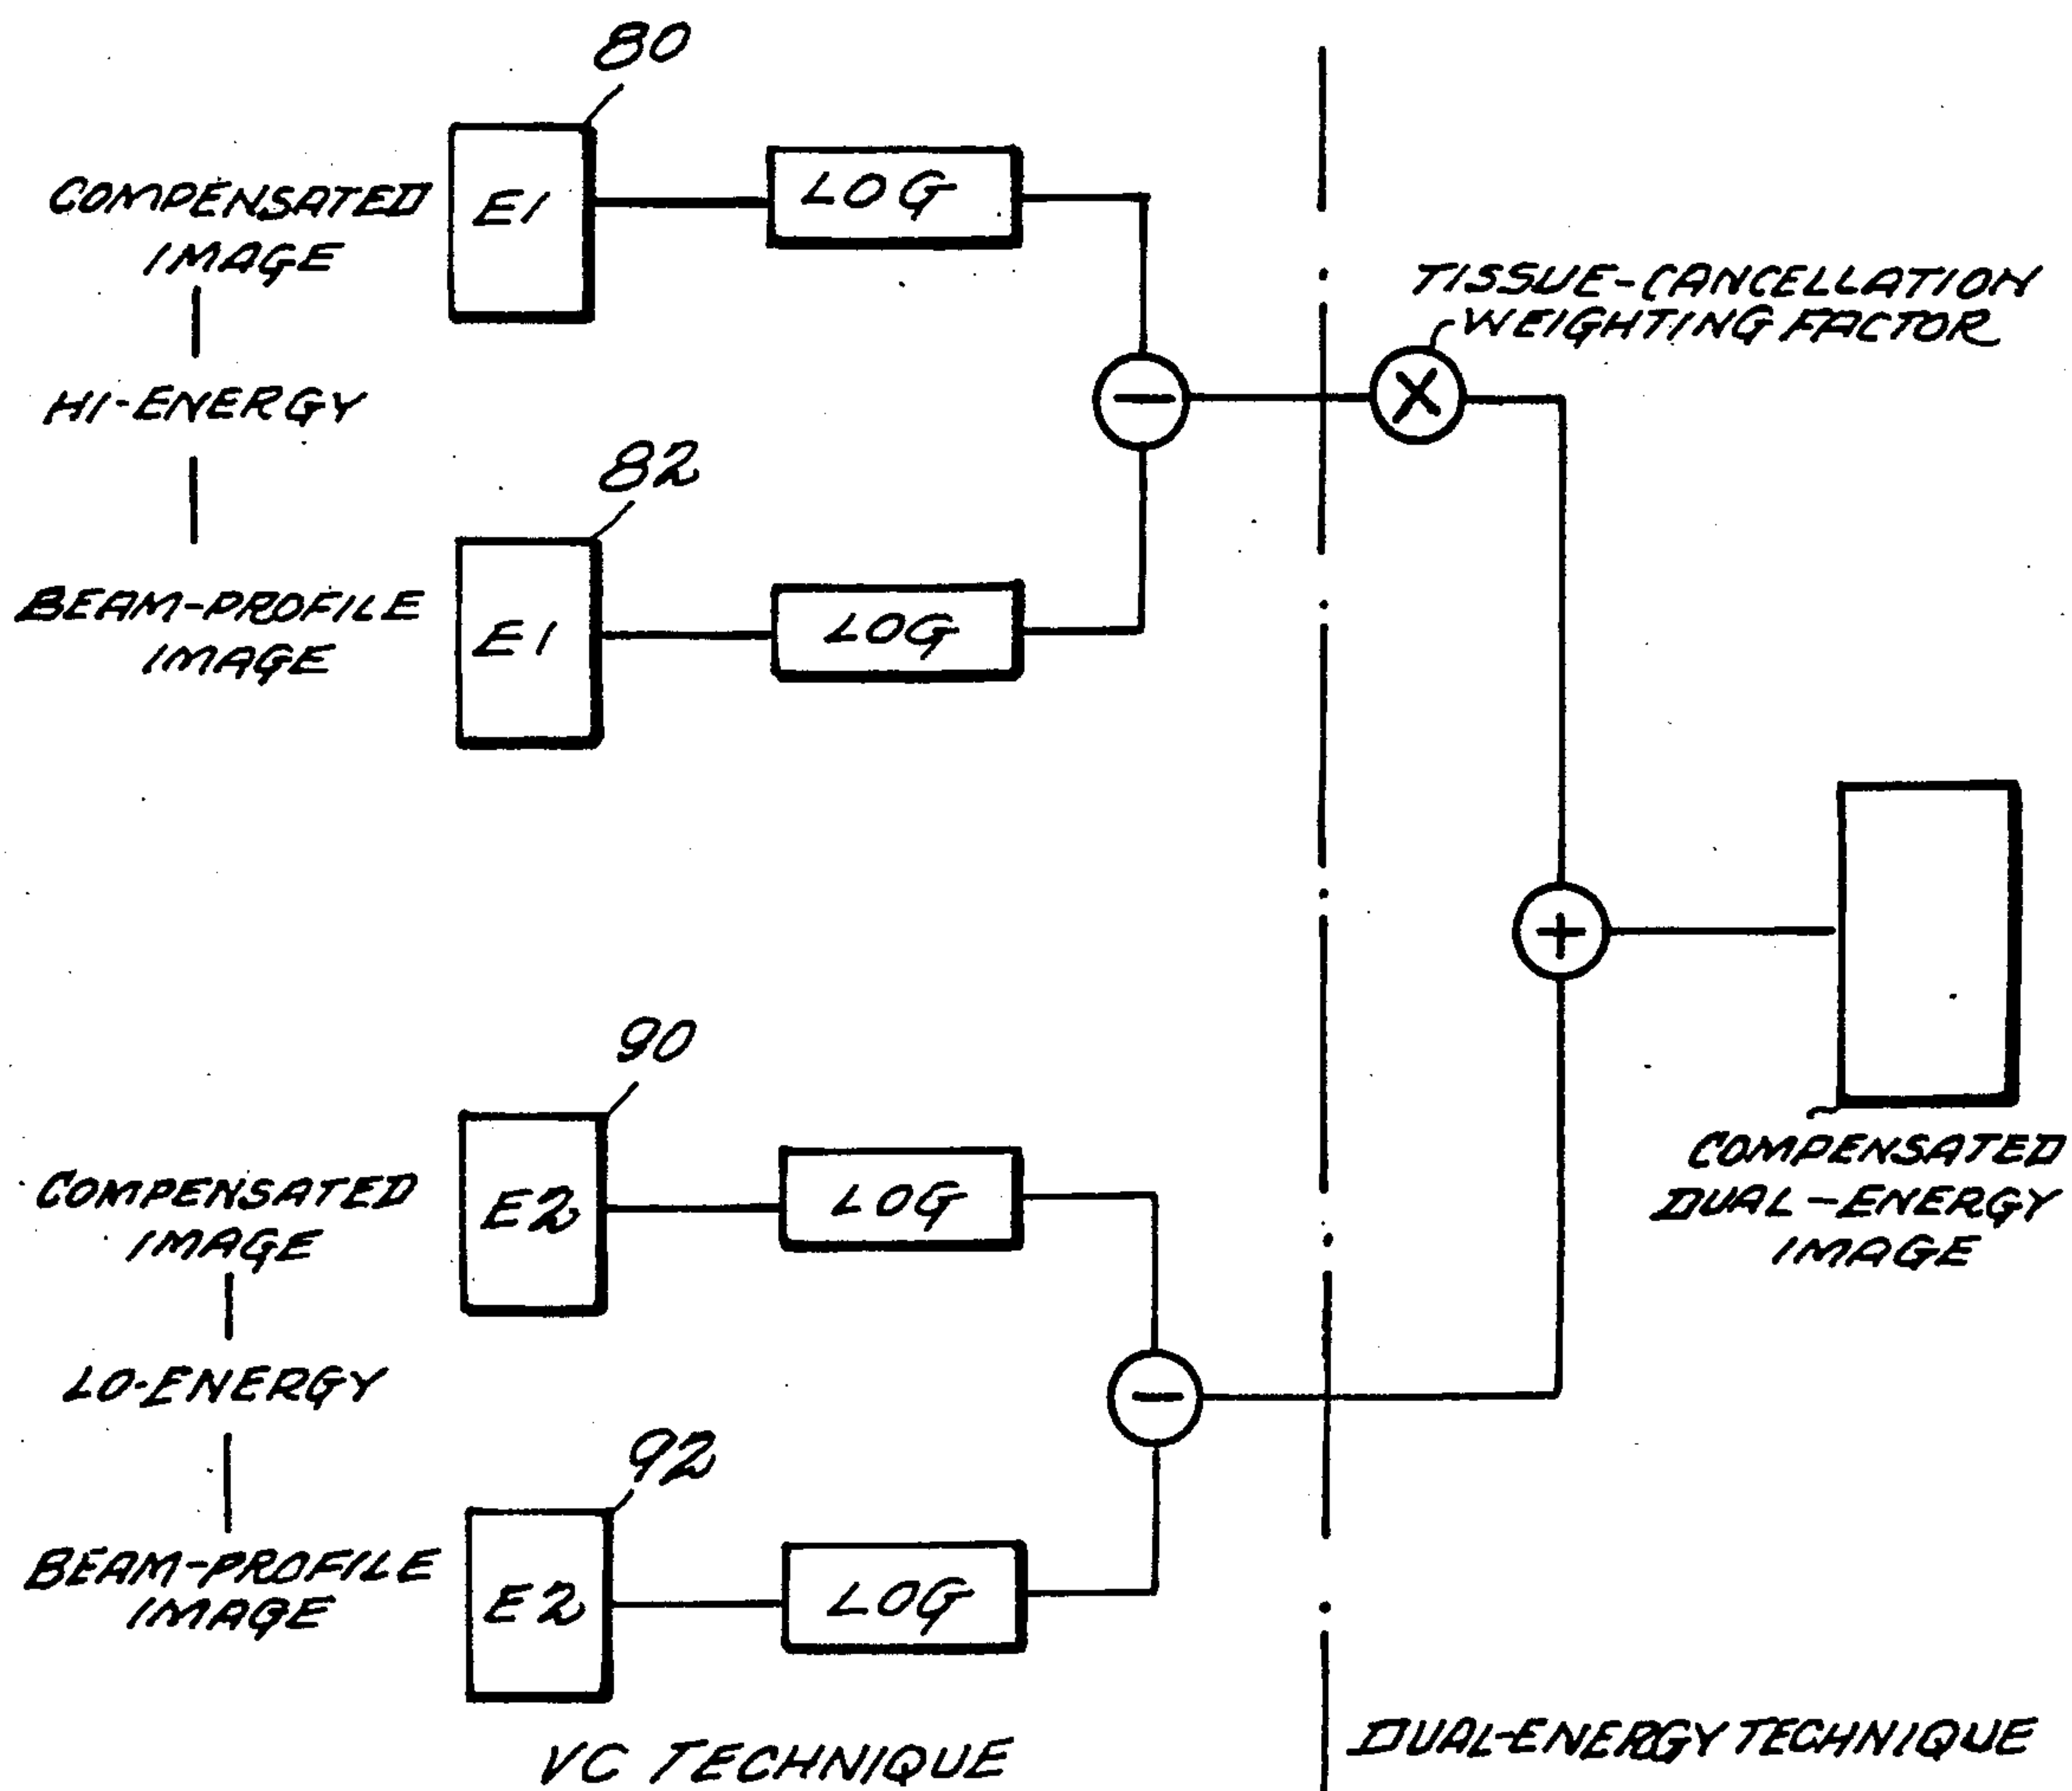 80
COMPENSATED
IMAGE
E1
LOG
TISSUE-CANCELLATION
WEIGHTING FACTOR
HI-ENERGY
−
×
82
BEAM-PROFILE
IMAGE
E1
LOG
+
90
COMPENSATED
IMAGE
E2
LOG
COMPENSATED
DUAL-ENERGY
IMAGE
LO-ENERGY
−
92
BEAM-PROFILE
IMAGE
E2
LOG
VC TECHNIQUE
DUAL-ENERGY TECHNIQUE